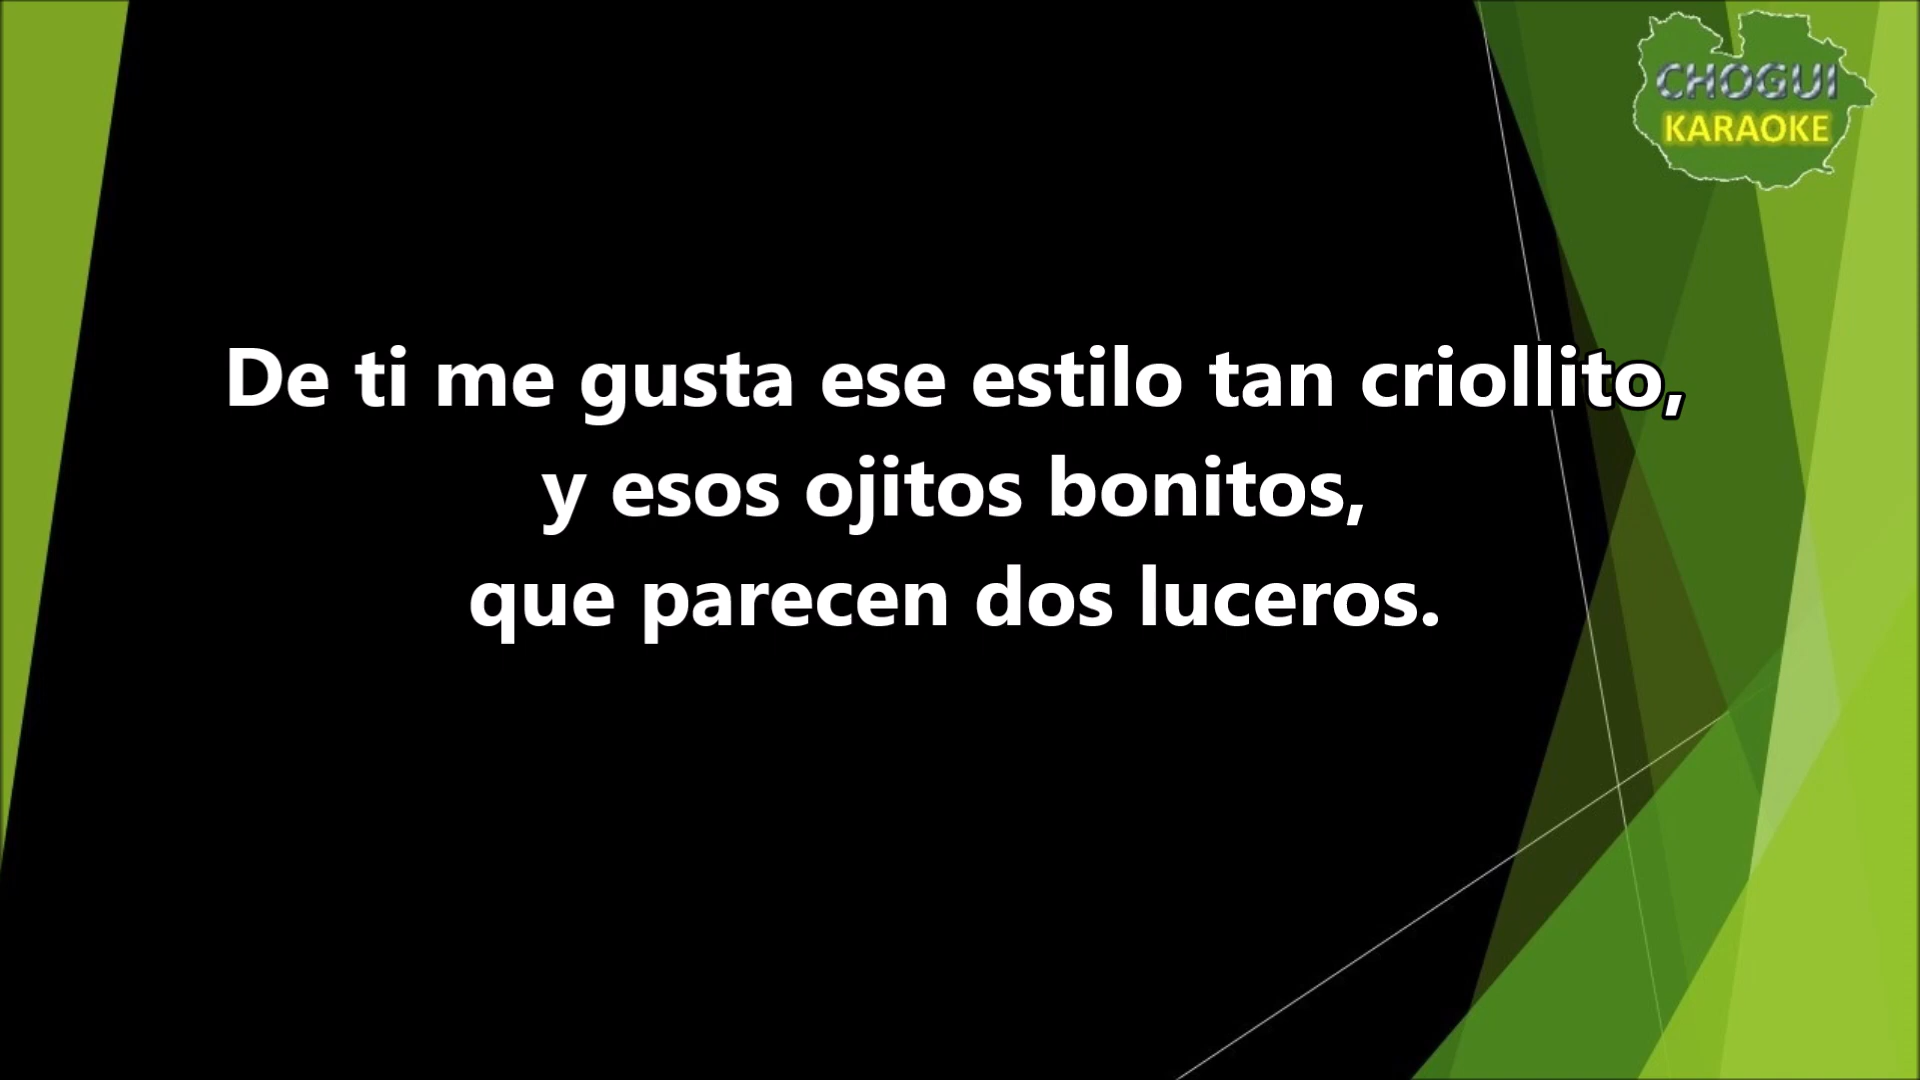 CHOGUI
KARAOKE
De ti me gusta ese estilo tan criollito,
y esos ojitos bonitos,
que parecen dos luceros.